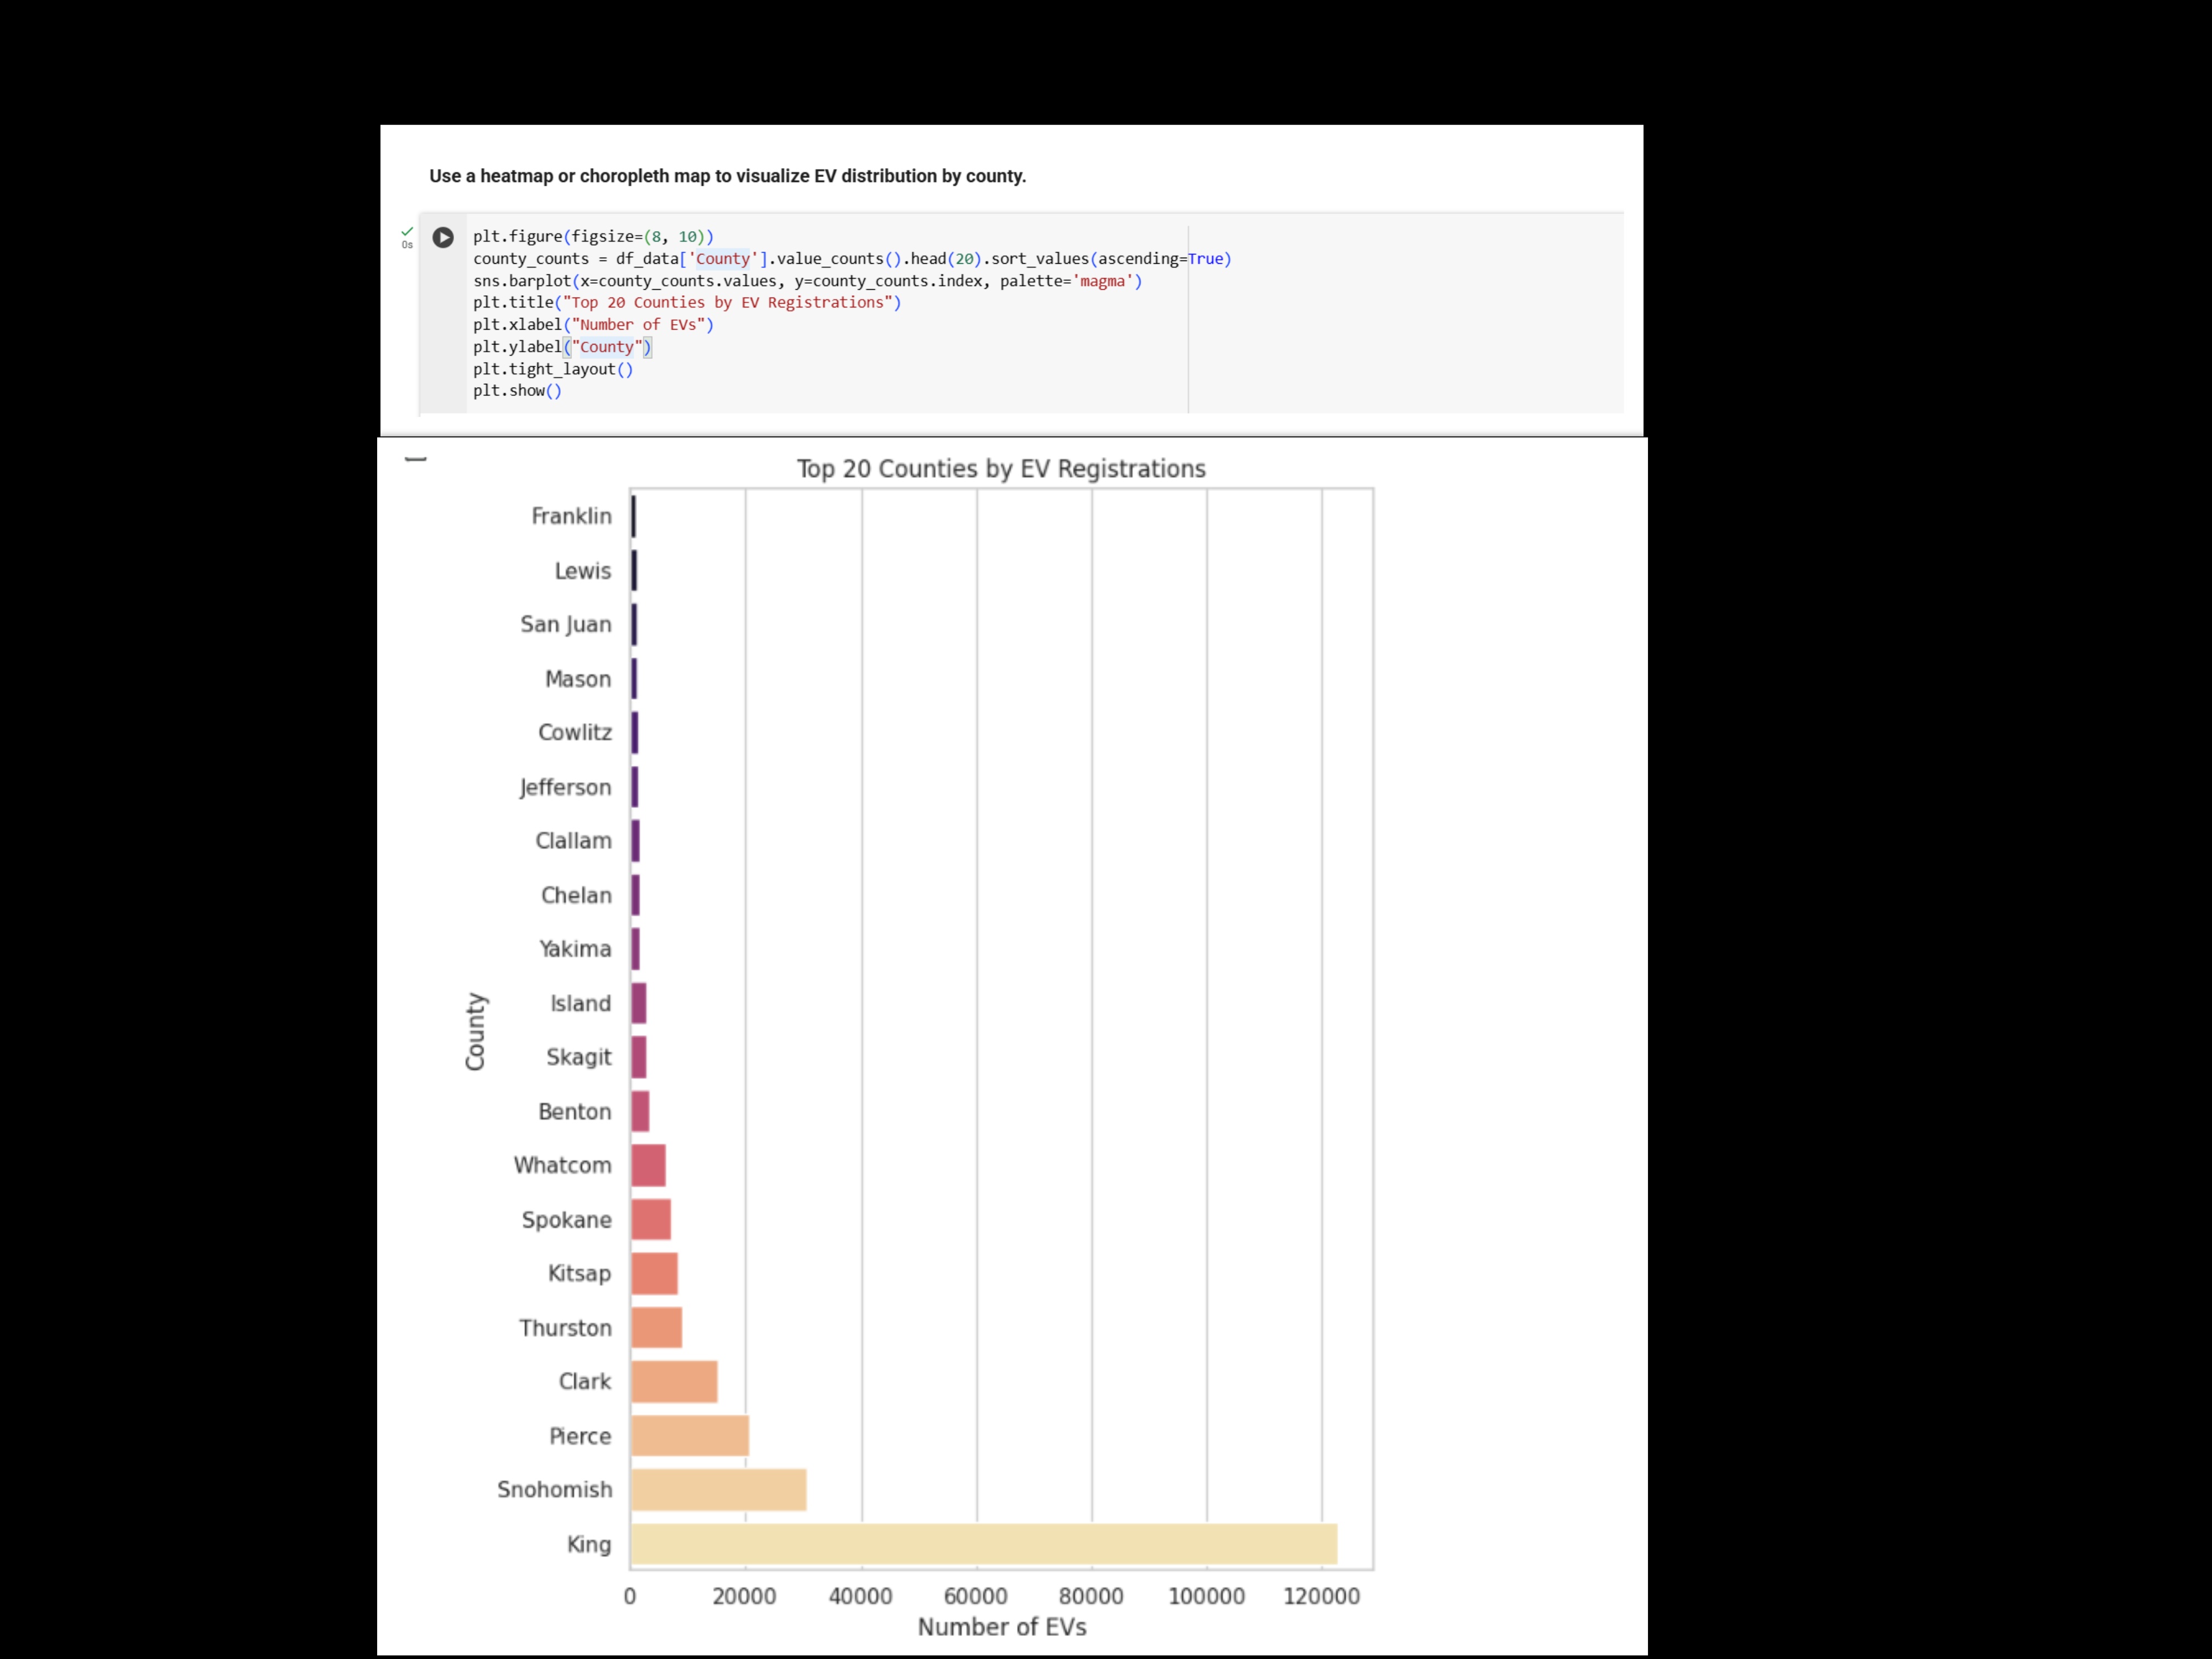 Use a heatmap or choropleth map to visualize EV distribution by county.
0s
plt.figure(figsize=(8, 10))
county_counts = df_data['County'].value_counts().head(20).sort_values(ascending=True)
sns.barplot(x=county_counts.values, y=county_counts.index, palette='magma')
plt.title("Top 20 Counties by EV Registrations")
plt.xlabel("Number of EVs")
plt.ylabel("County")
plt.tight_layout()
plt.show()
Top 20 Counties by EV Registrations
Franklin
Lewis
San Juan
Mason
Cowlitz
Jefferson
Clallam
Chelan
Yakima
Island
Skagit
Benton
Whatcom
Spokane
Kitsap
Thurston
Clark
Pierce
Snohomish
King
County
0 20000 40000 60000 80000 100000 120000
Number of EVs